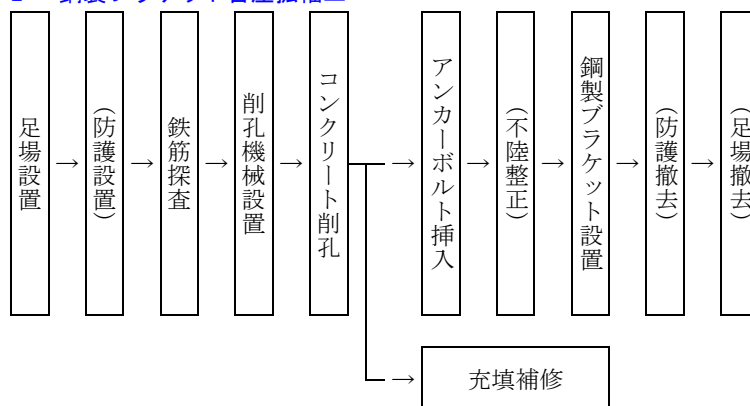 足場設置
→
(防護設置)
→
鉄筋探査
→
削孔機械設置
→
コンクリート削孔
→
アンカーボルト挿入
→
(不陸整正)
→
鋼製ブラケット設置
→
(防護撤去)
→
(足場撤去)
→
充填補修